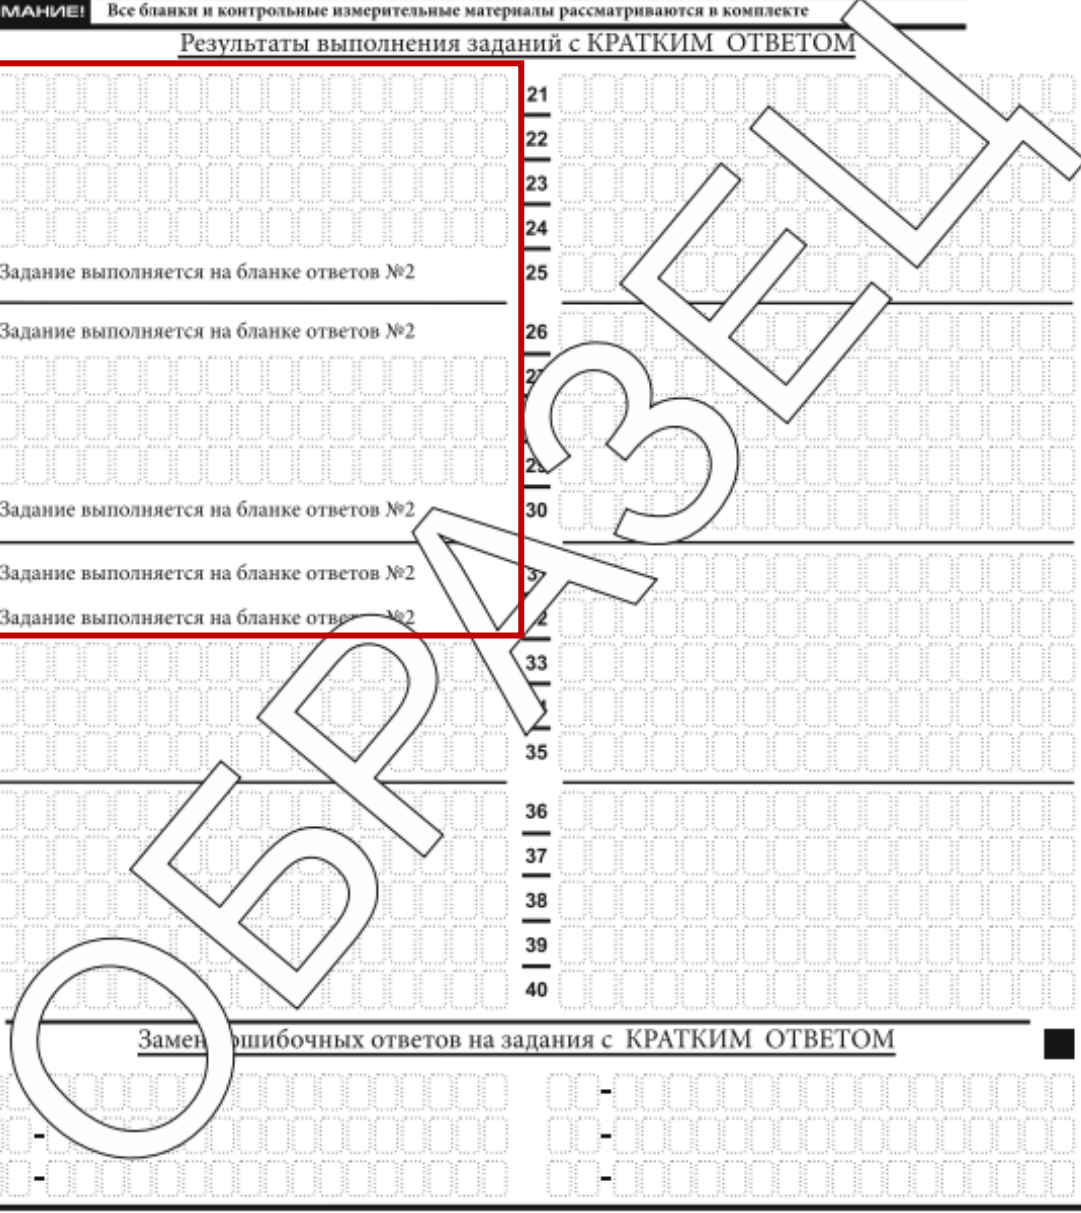 МАНИЕ! Все бланки и контрольные измерительные материалы рассматриваются в комплекте
Результаты выполнения заданий с КРАТКИМ ОТВЕТОМ
21
22
23
24
Задание выполняется на бланке ответов №2 25
Задание выполняется на бланке ответов №2 26
30
Задание выполняется на бланке ответов №2
Задание выполняется на бланке ответов №2
Задание выполняется на бланке ответов №2
33
35
36
37
38
39
40
Замена ошибочных ответов на задания с КРАТКИМ ОТВЕТОМ
-
- -
- -
ОБРАЗЕЦ